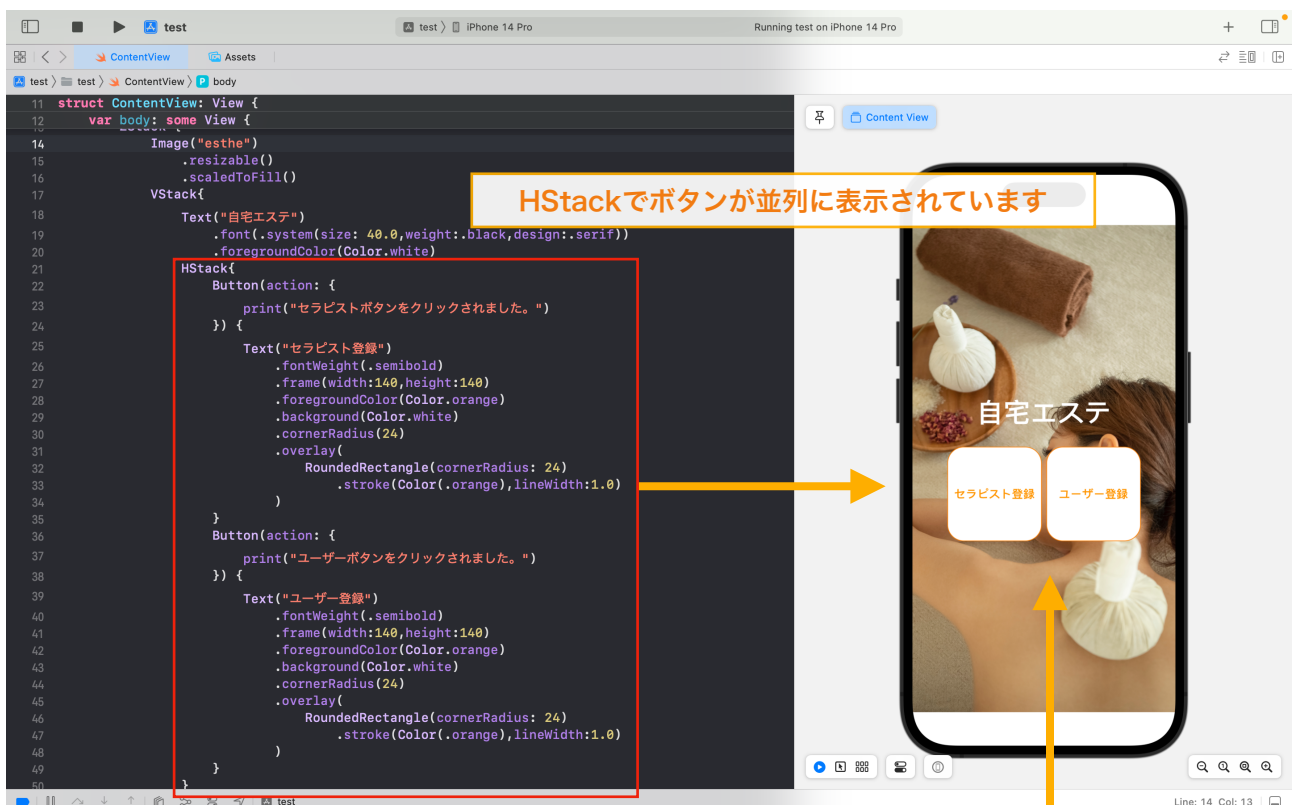 test
test 〉 iPhone 14 Pro
Running test on iPhone 14 Pro
ContentView
Assets
test 〉 test 〉 ContentView 〉 P body
11 struct ContentView: View {
12 var body: some View {
14 Image("esthe")
15 .resizable()
16 .scaledToFill()
17 VStack{
18 Text("自宅エステ")
19 .font(.system(size: 40.0,weight:.black,design:.serif))
20 .foregroundColor(Color.white)
21 HStack{
22 Button(action: {
23 print("セラピストボタンをクリックされました。")
24 }) {
25 Text("セラピスト登録")
26 .fontWeight(.semibold)
27 .frame(width:140,height:140)
28 .foregroundColor(Color.orange)
29 .background(Color.white)
30 .cornerRadius(24)
31 .overlay(
32 RoundedRectangle(cornerRadius: 24)
33 .stroke(Color(.orange),lineWidth:1.0)
34 )
35 }
36 Button(action: {
37 print("ユーザーボタンをクリックされました。")
38 }) {
39 Text("ユーザー登録")
40 .fontWeight(.semibold)
41 .frame(width:140,height:140)
42 .foregroundColor(Color.orange)
43 .background(Color.white)
44 .cornerRadius(24)
45 .overlay(
46 RoundedRectangle(cornerRadius: 24)
47 .stroke(Color(.orange),lineWidth:1.0)
48 )
49 }
50 }
Content View
HStackでボタンが並列に表示されています
自宅エステ
セラピスト登録
ユーザー登録
test
Line: 14 Col: 13